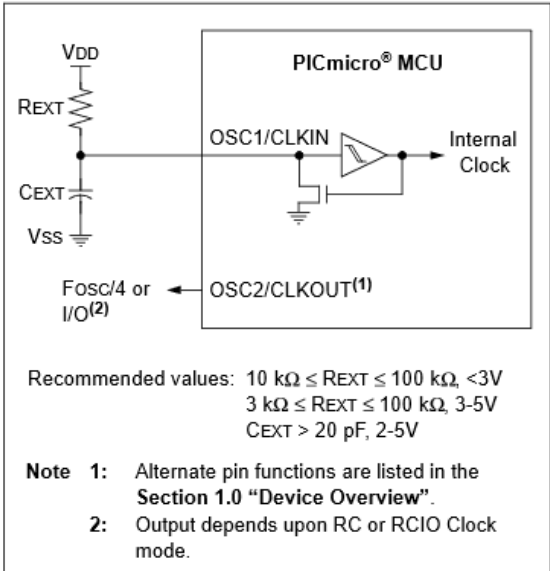 VDD
PICmicro® MCU
REXT
OSC1/CLKIN
Internal
Clock
CEXT
VSS
FOSC/4 or
I/O(2)
OSC2/CLKOUT(1)
Recommended values: 10 kΩ ≤ REXT ≤ 100 kΩ, <3V
3 kΩ ≤ REXT ≤ 100 kΩ, 3-5V
CEXT > 20 pF, 2-5V
Note 1: Alternate pin functions are listed in the
Section 1.0 “Device Overview”.
2: Output depends upon RC or RCIO Clock
mode.